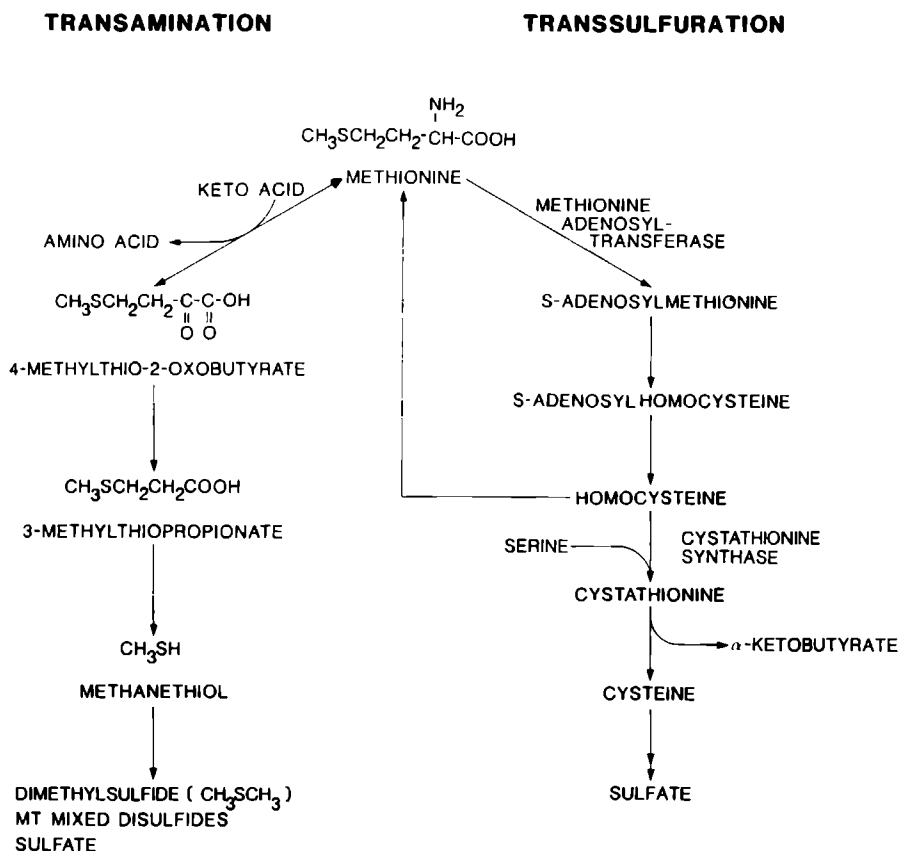 TRANSAMINATION
TRANSSULFURATION
NH2
CH3SCH2CH2-CH-COOH
METHIONINE
KETO ACID
AMINO ACID
METHIONINE
ADENOSYL-
TRANSFERASE
CH3SCH2CH2-C-C-OH
O O
4-METHYLTHIO-2-OXOBUTYRATE
S-ADENOSYLMETHIONINE
S-ADENOSYLHOMOCYSTEINE
CH3SCH2CH2COOH
3-METHYLTHIOPROPIONATE
HOMOCYSTEINE
SERINE
CYSTATHIONINE
SYNTHASE
CYSTATHIONINE
α-KETOBUTYRATE
CH3SH
METHANETHIOL
CYSTEINE
DIMETHYLSULFIDE ( CH3SCH3 )
MT MIXED DISULFIDES
SULFATE
SULFATE